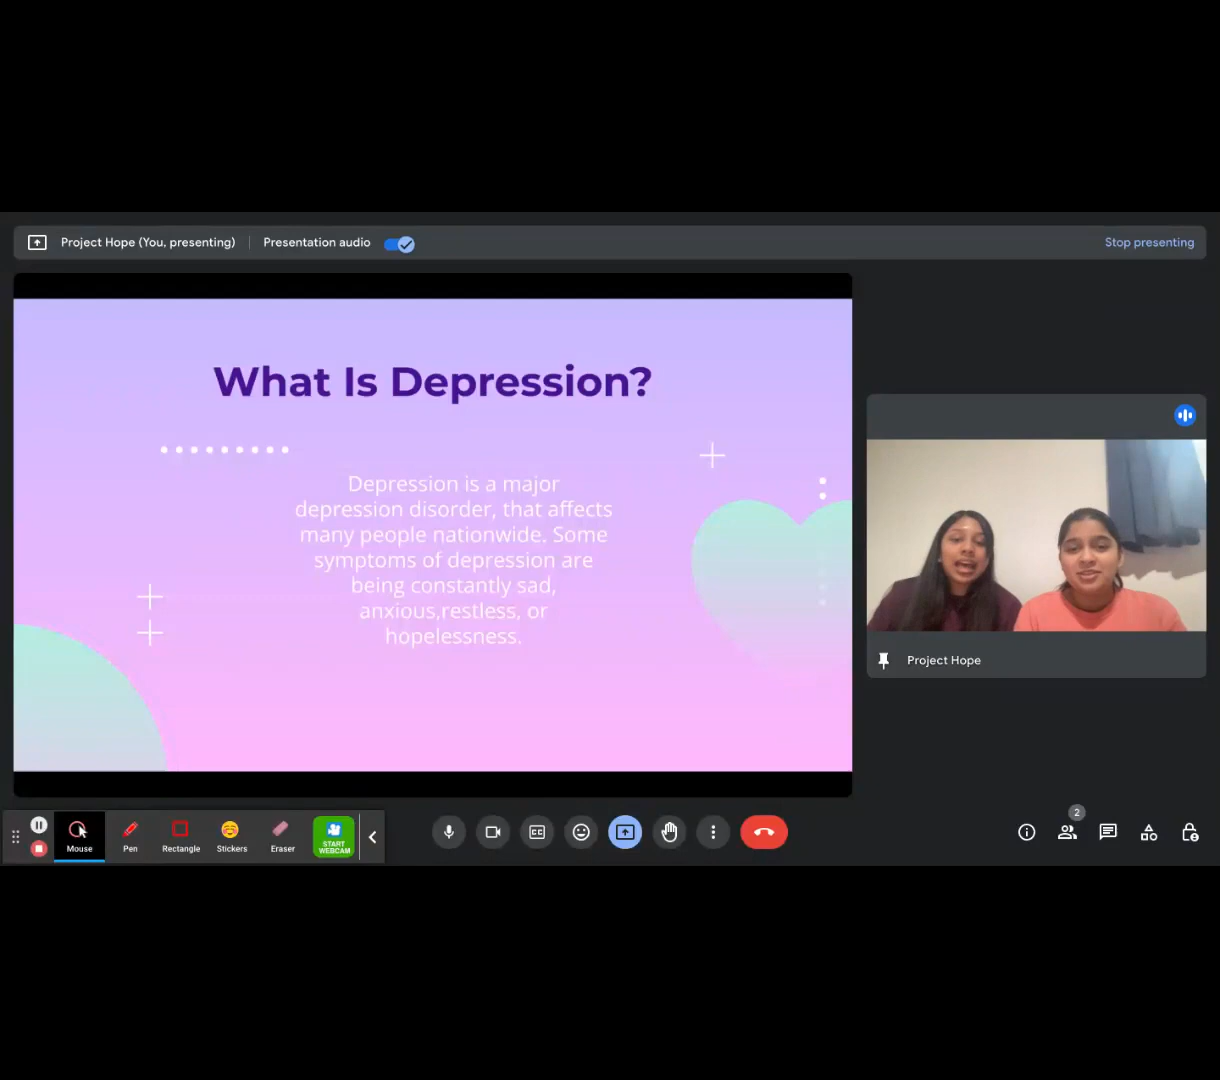 Project Hope (You, presenting)
Presentation audio
Stop presenting
What Is Depression?
Depression is a major
depression disorder, that affects
many people nationwide. Some
symptoms of depression are
being constantly sad,
anxious,restless, or
hopelessness.
Project Hope
Mouse
Pen
Rectangle
Stickers
Eraser
START
WEBCAM
CC
2